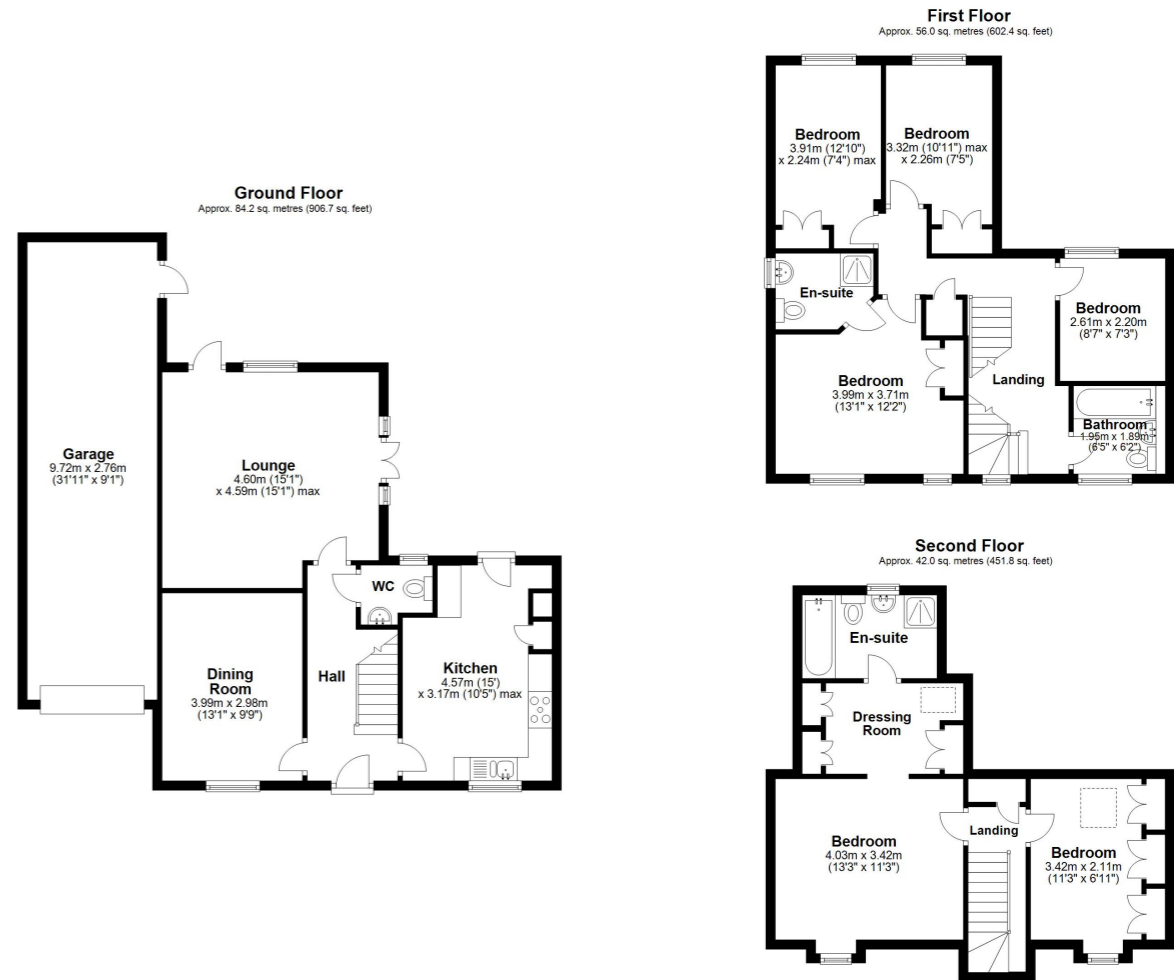 Ground Floor
Approx. 84.2 sq. metres (906.7 sq. feet)
Garage
9.72m x 2.76m
(31'11" x 9'1")
Lounge
4.60m (15'1")
x 4.59m (15'1") max
WC
Hall
Dining
Room
3.99m x 2.98m
(13'1" x 9'9")
Kitchen
4.57m (15')
x 3.17m (10'5") max
First Floor
Approx. 56.0 sq. metres (602.4 sq. feet)
Bedroom
3.91m (12'10")
x 2.24m (7'4") max
Bedroom
3.32m (10'11") max
x 2.26m (7'5")
En-suite
Bedroom
2.61m x 2.20m
(8'7" x 7'3")
Bedroom
3.99m x 3.71m
(13'1" x 12'2")
Landing
Bathroom
1.95m x 1.89m
(6'5" x 6'2")
Second Floor
Approx. 42.0 sq. metres (451.8 sq. feet)
En-suite
Dressing
Room
Bedroom
4.03m x 3.42m
(13'3" x 11'3")
Landing
Bedroom
3.42m x 2.11m
(11'3" x 6'11")